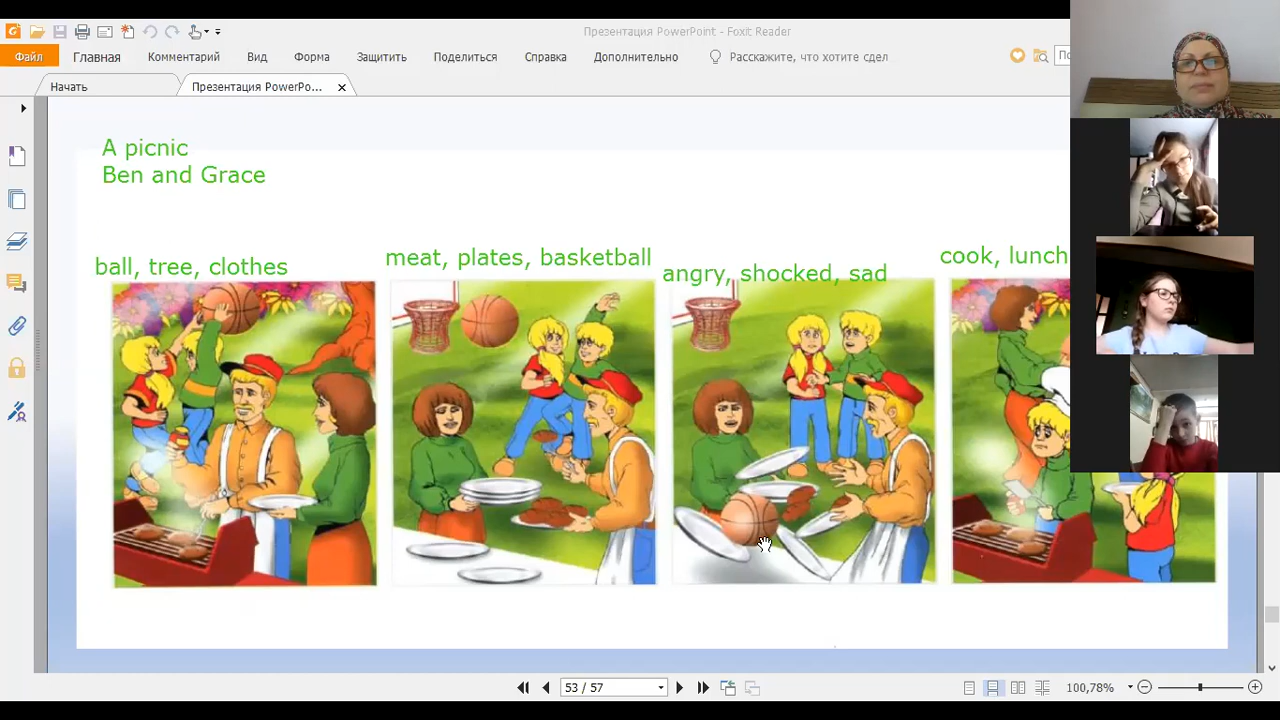 Презентация PowerPoint - Foxit Reader
Файл Главная Комментарий Вид Форма Защитить Поделиться Справка Дополнительно Расскажите, что хотите сделат
Начать Презентация PowerPo...
A picnic
Ben and Grace
ball, tree, clothes
meat, plates, basketball
angry, shocked, sad
cook, lunch
53 / 57
100,78%